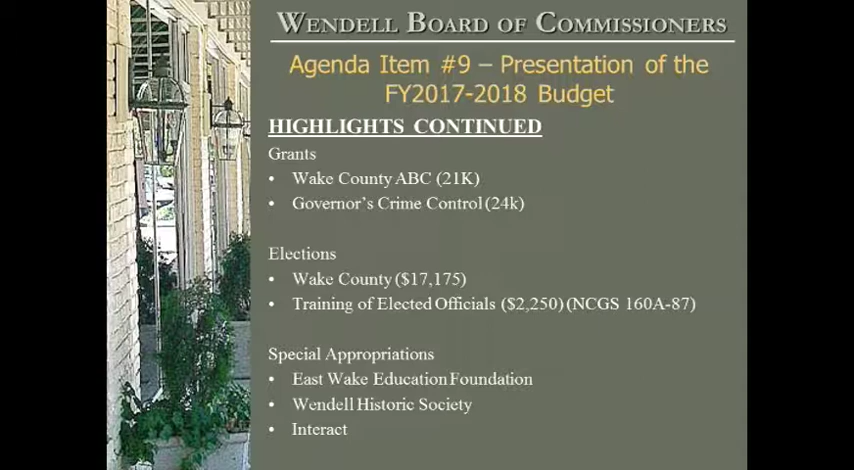 WENDELL BOARD OF COMMISSIONERS
Agenda Item #9 – Presentation of the
FY2017-2018 Budget
HIGHLIGHTS CONTINUED
Grants
• Wake County ABC (21K)
• Governor's Crime Control (24k)
Elections
• Wake County ($17,175)
• Training of Elected Officials ($2,250) (NCGS 160A-87)
Special Appropriations
• East Wake Education Foundation
• Wendell Historic Society
• Interact